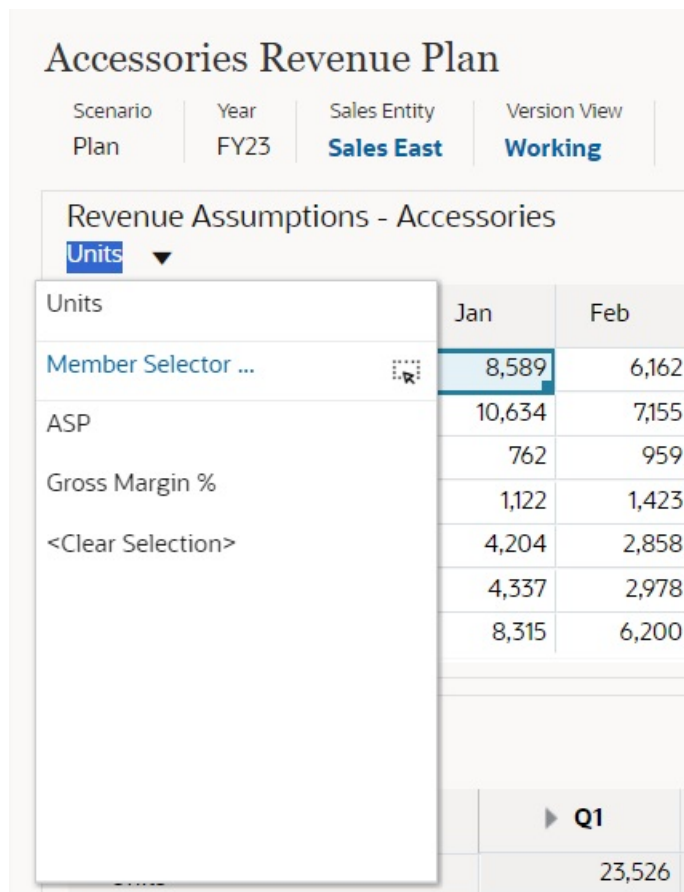 Accessories Revenue Plan
Scenario Year Sales Entity Version View
Plan FY23 Sales East Working
Revenue Assumptions - Accessories
Units
Units
Jan Feb
Member Selector ...
8,589 6,162
10,634 7,155
ASP
762 959
Gross Margin %
1,122 1,423
<Clear Selection>
4,204 2,858
4,337 2,978
8,315 6,200
Q1
23,526